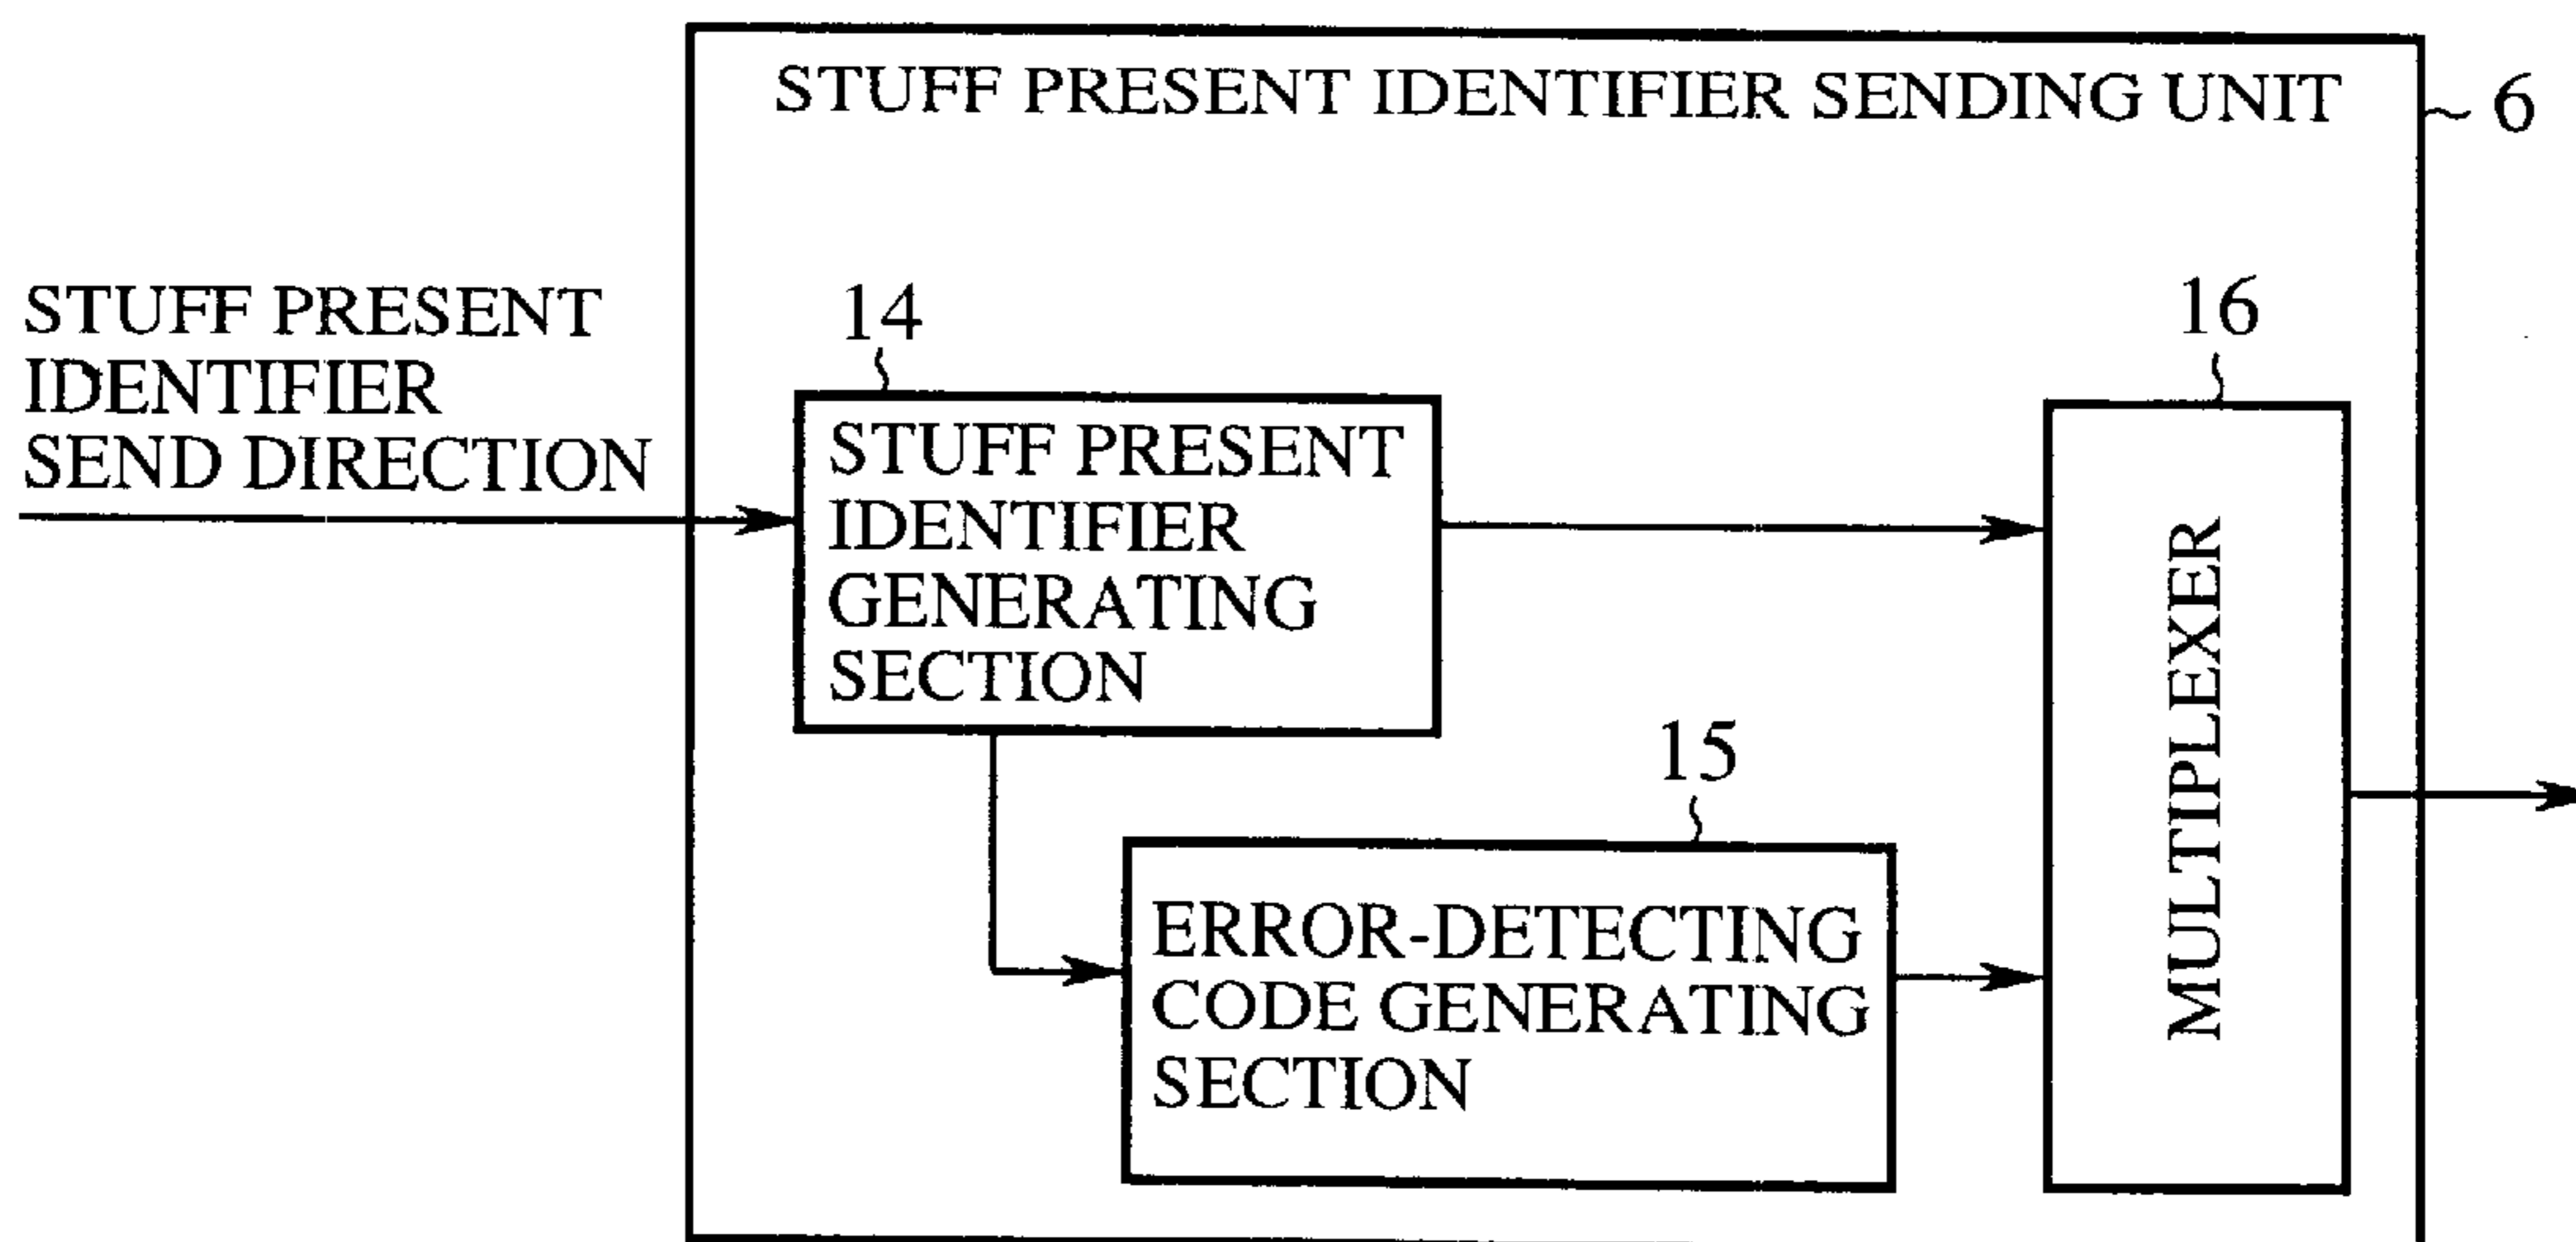 STUFF PRESENT IDENTIFIER SENDING UNIT
6
STUFF PRESENT
IDENTIFIER
SEND DIRECTION
14
STUFF PRESENT
IDENTIFIER
GENERATING
SECTION
15
ERROR-DETECTING
CODE GENERATING
SECTION
16
MULTIPLEXER